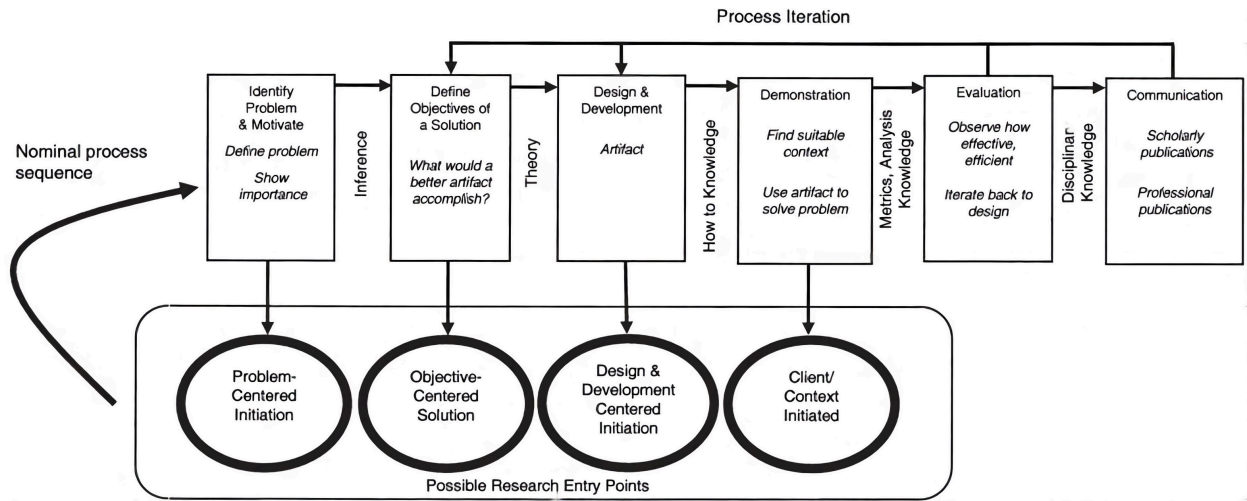 Process Iteration
Nominal process
sequence
Identify
Problem
& Motivate
Define problem
Show
importance
Inference
Define
Objectives of
a Solution
What would a
better artifact
accomplish?
Theory
Design &
Development
Artifact
How to Knowledge
Demonstration
Find suitable
context
Use artifact to
solve problem
Metrics, Analysis
Knowledge
Evaluation
Observe how
effective,
efficient
Iterate back to
design
Disciplinar
Knowledge
Communication
Scholarly
publications
Professional
publications
Problem-
Centered
Initiation
Objective-
Centered
Solution
Design &
Development
Centered
Initiation
Client/
Context
Initiated
Possible Research Entry Points